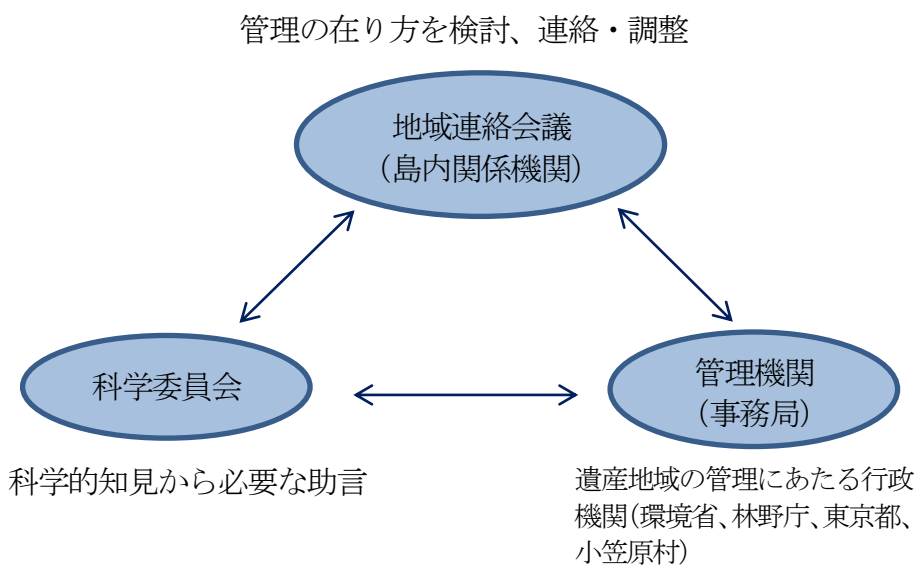 管理の在り方を検討、連絡・調整
地域連絡会議
（島内関係機関）
科学委員会
管理機関
（事務局）
科学的知見から必要な助言
遺産地域の管理にあたる行政
機関（環境省、林野庁、東京都、
小笠原村）